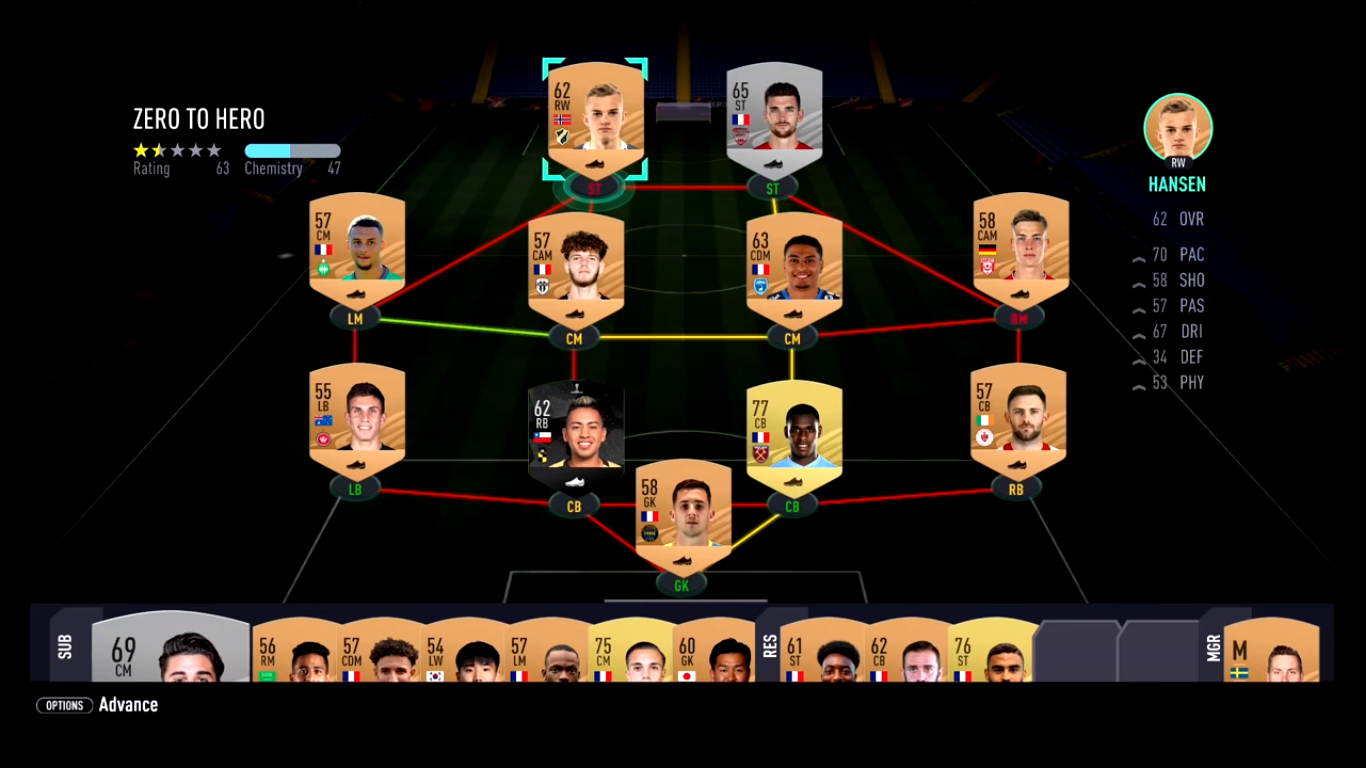 ZERO TO HERO
Rating 63 Chemistry 47
62 RW
65 ST
RW
HANSEN
62 OVR
70 PAC
58 SHO
57 PAS
67 DRI
34 DEF
53 PHY
ST
ST
57 CM
57 CAM
63 CDM
58 CAM
LM
CM
CM
RM
55 LB
62 RB
77 CB
57 CB
LB
CB
CB
RB
58 GK
GK
SUB
69 CM
56 RM
57 CDM
54 LW
57 LM
75 CM
60 GK
RES
61 ST
62 CB
76 ST
MGR
M
OPTIONS Advance